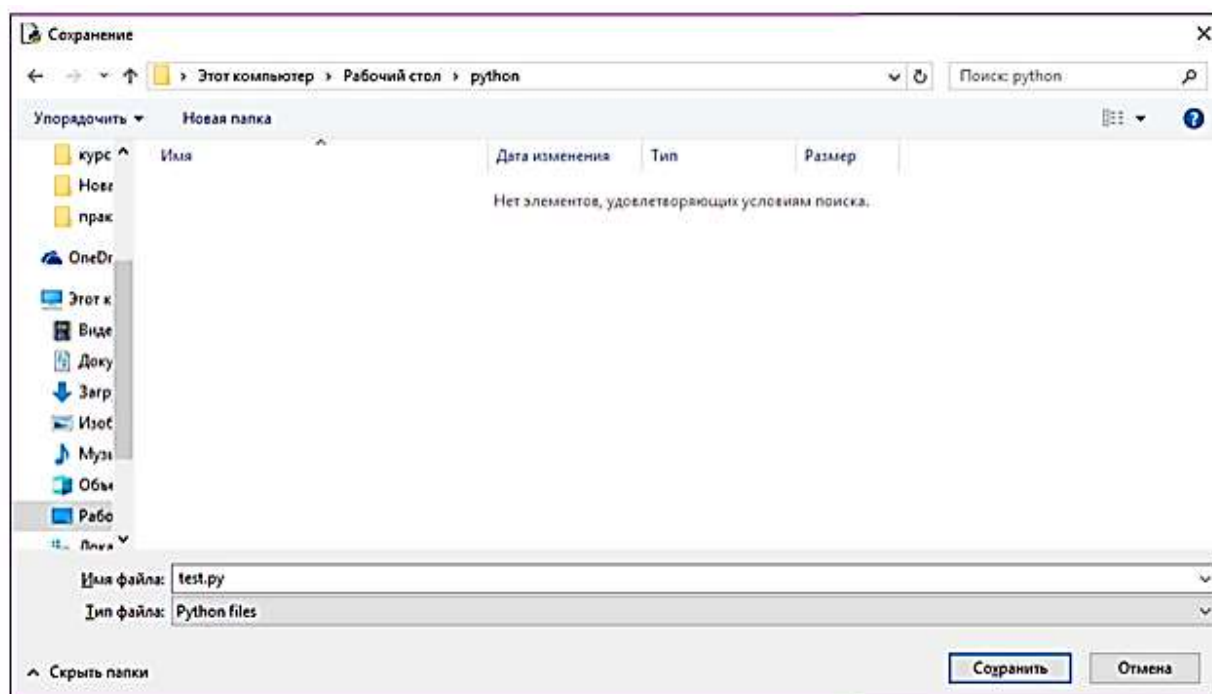 Сохранение
Этот компьютер > Рабочий стол > python
Поиск: python
Упорядочить
Новая папка
Имя
Дата изменения
Тип
Размер
Нет элементов, удовлетворяющих условиям поиска.
курс
Нова
прак
OneDr
Этот к
Виде
Доку
Загр
Изоб
Музы
Объе
Рабо
Лока
Имя файла: test.py
Тип файла: Python files
Скрыть папки
Сохранить
Отмена